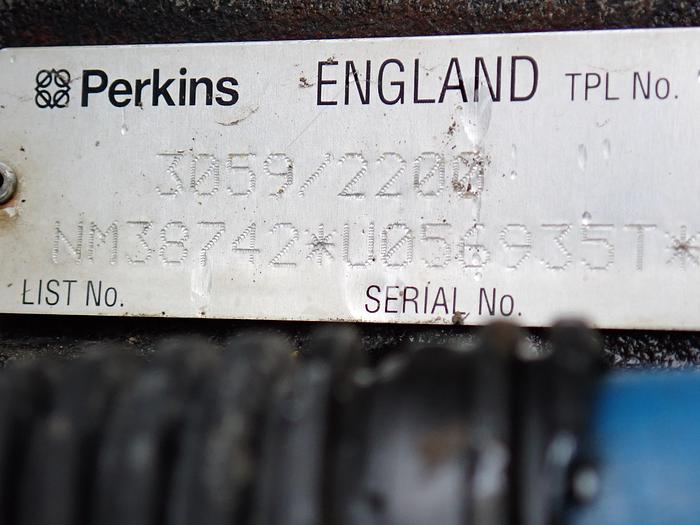 Perkins ENGLAND TPL No.
3059/2200
NM38742*U056935T*
LIST No. SERIAL No.